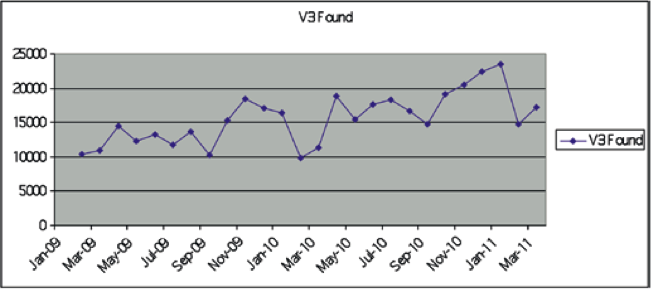 V3 Found
25000
20000
15000
10000
5000
0
Jan-09
Mar-09
May-09
Jul-09
Sep-09
Nov-09
Jan-10
Mar-10
May-10
Jul-10
Sep-10
Nov-10
Jan-11
Mar-11
V3 Found